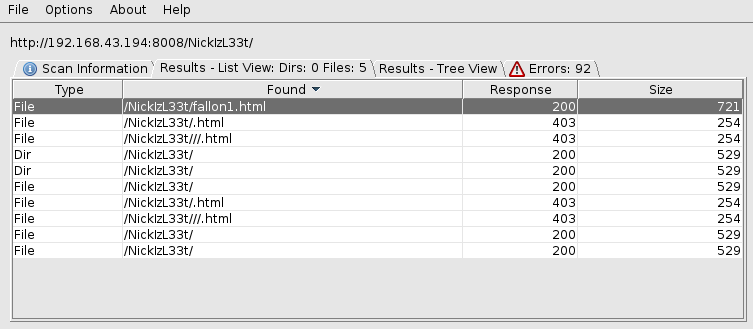 File Options About Help
http://192.168.43.194:8008/NickIzL33t/
Scan Information Results - List View: Dirs: 0 Files: 5 Results - Tree View Errors: 92
Type Found Response Size
File /NickIzL33t/fallon1.html 200 721
File /NickIzL33t/.html 403 254
File /NickIzL33t///.html 403 254
Dir /NickIzL33t/ 200 529
Dir /NickIzL33t/ 200 529
File /NickIzL33t/ 200 529
File /NickIzL33t/.html 403 254
File /NickIzL33t///.html 403 254
File /NickIzL33t/ 200 529
File /NickIzL33t/ 200 529